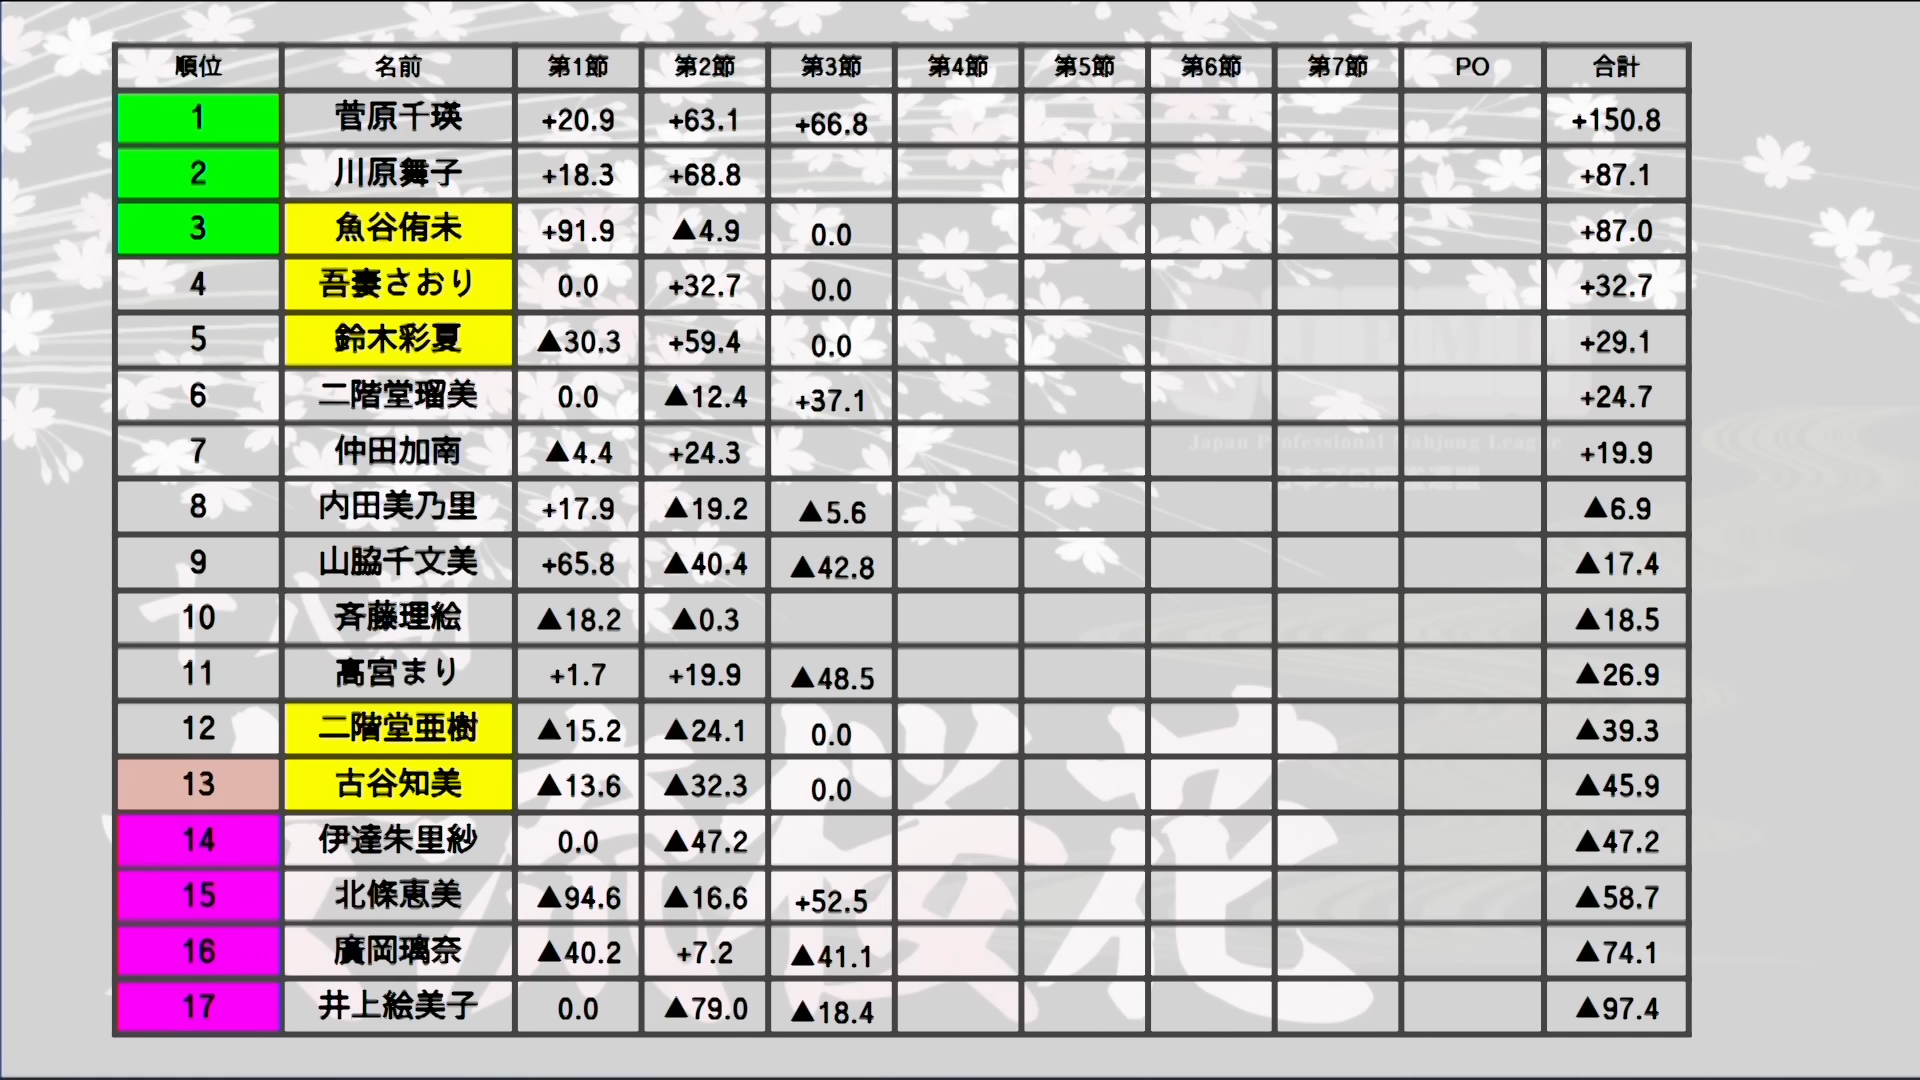 順位 名前 第1節 第2節 第3節 第4節 第5節 第6節 第7節 PO 合計
1 菅原千瑛 +20.9 +63.1 +66.8 +150.8
2 川原舞子 +18.3 +68.8 +87.1
3 魚谷侑未 +91.9 ▲4.9 0.0 +87.0
4 吾妻さおり 0.0 +32.7 0.0 +32.7
5 鈴木彩夏 ▲30.3 +59.4 0.0 +29.1
6 二階堂瑠美 0.0 ▲12.4 +37.1 +24.7
7 仲田加南 ▲4.4 +24.3 +19.9
8 内田美乃里 +17.9 ▲19.2 ▲5.6 ▲6.9
9 山脇千文美 +65.8 ▲40.4 ▲42.8 ▲17.4
10 斉藤理絵 ▲18.2 ▲0.3 ▲18.5
11 高宮まり +1.7 +19.9 ▲48.5 ▲26.9
12 二階堂亜樹 ▲15.2 ▲24.1 0.0 ▲39.3
13 古谷知美 ▲13.6 ▲32.3 0.0 ▲45.9
14 伊達朱里紗 0.0 ▲47.2 ▲47.2
15 北條恵美 ▲94.6 ▲16.6 +52.5 ▲58.7
16 廣岡璃奈 ▲40.2 +7.2 ▲41.1 ▲74.1
17 井上絵美子 0.0 ▲79.0 ▲18.4 ▲97.4
Japan Professional Mahjong League